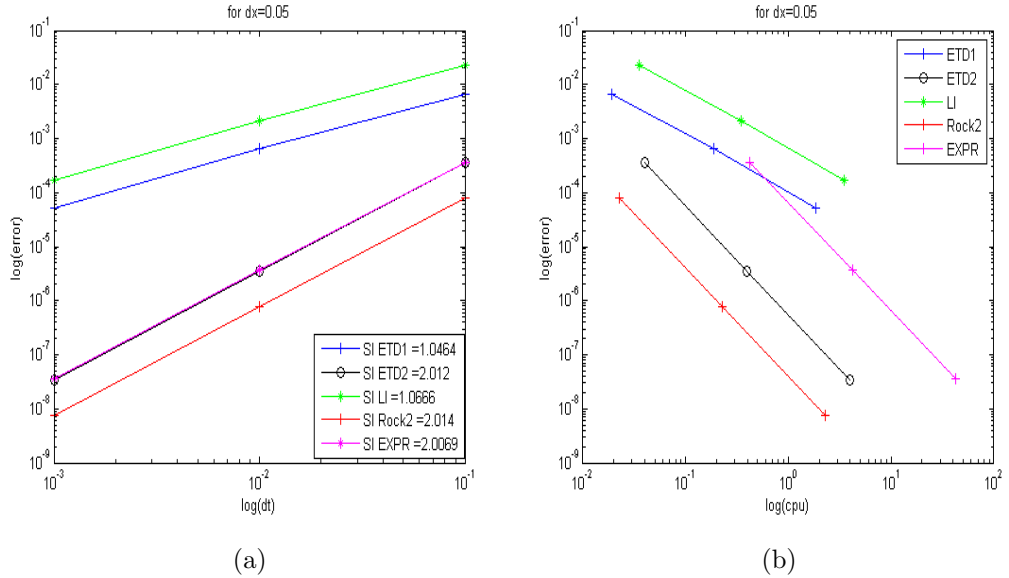 for dx=0.05
10^-1
10^-2
10^-3
10^-4
10^-5
10^-6
10^-7
10^-8
10^-9
log(error)
SI ETD1 =1.0464
SI ETD2 =2.012
SI LI =1.0666
SI Rock2 =2.014
SI EXPR =2.0069
10^-3
10^-2
10^-1
log(dt)
(a)
for dx=0.05
10^-1
10^-2
10^-3
10^-4
10^-5
10^-6
10^-7
10^-8
10^-9
log(error)
ETD1
ETD2
LI
Rock2
EXPR
10^-2
10^-1
10^0
10^1
10^2
log(cpu)
(b)